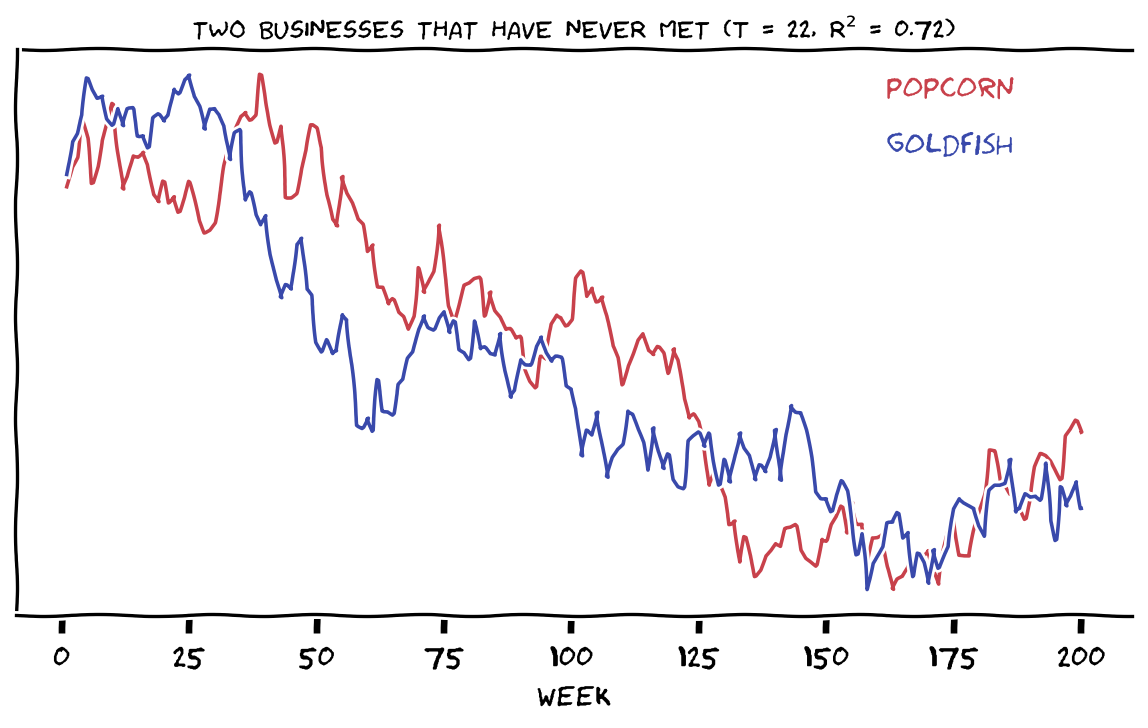 TWO BUSINESSES THAT HAVE NEVER MET (T = 22, R² = 0.72)
POPCORN
GOLDFISH
0 25 50 75 100 125 150 175 200
WEEK